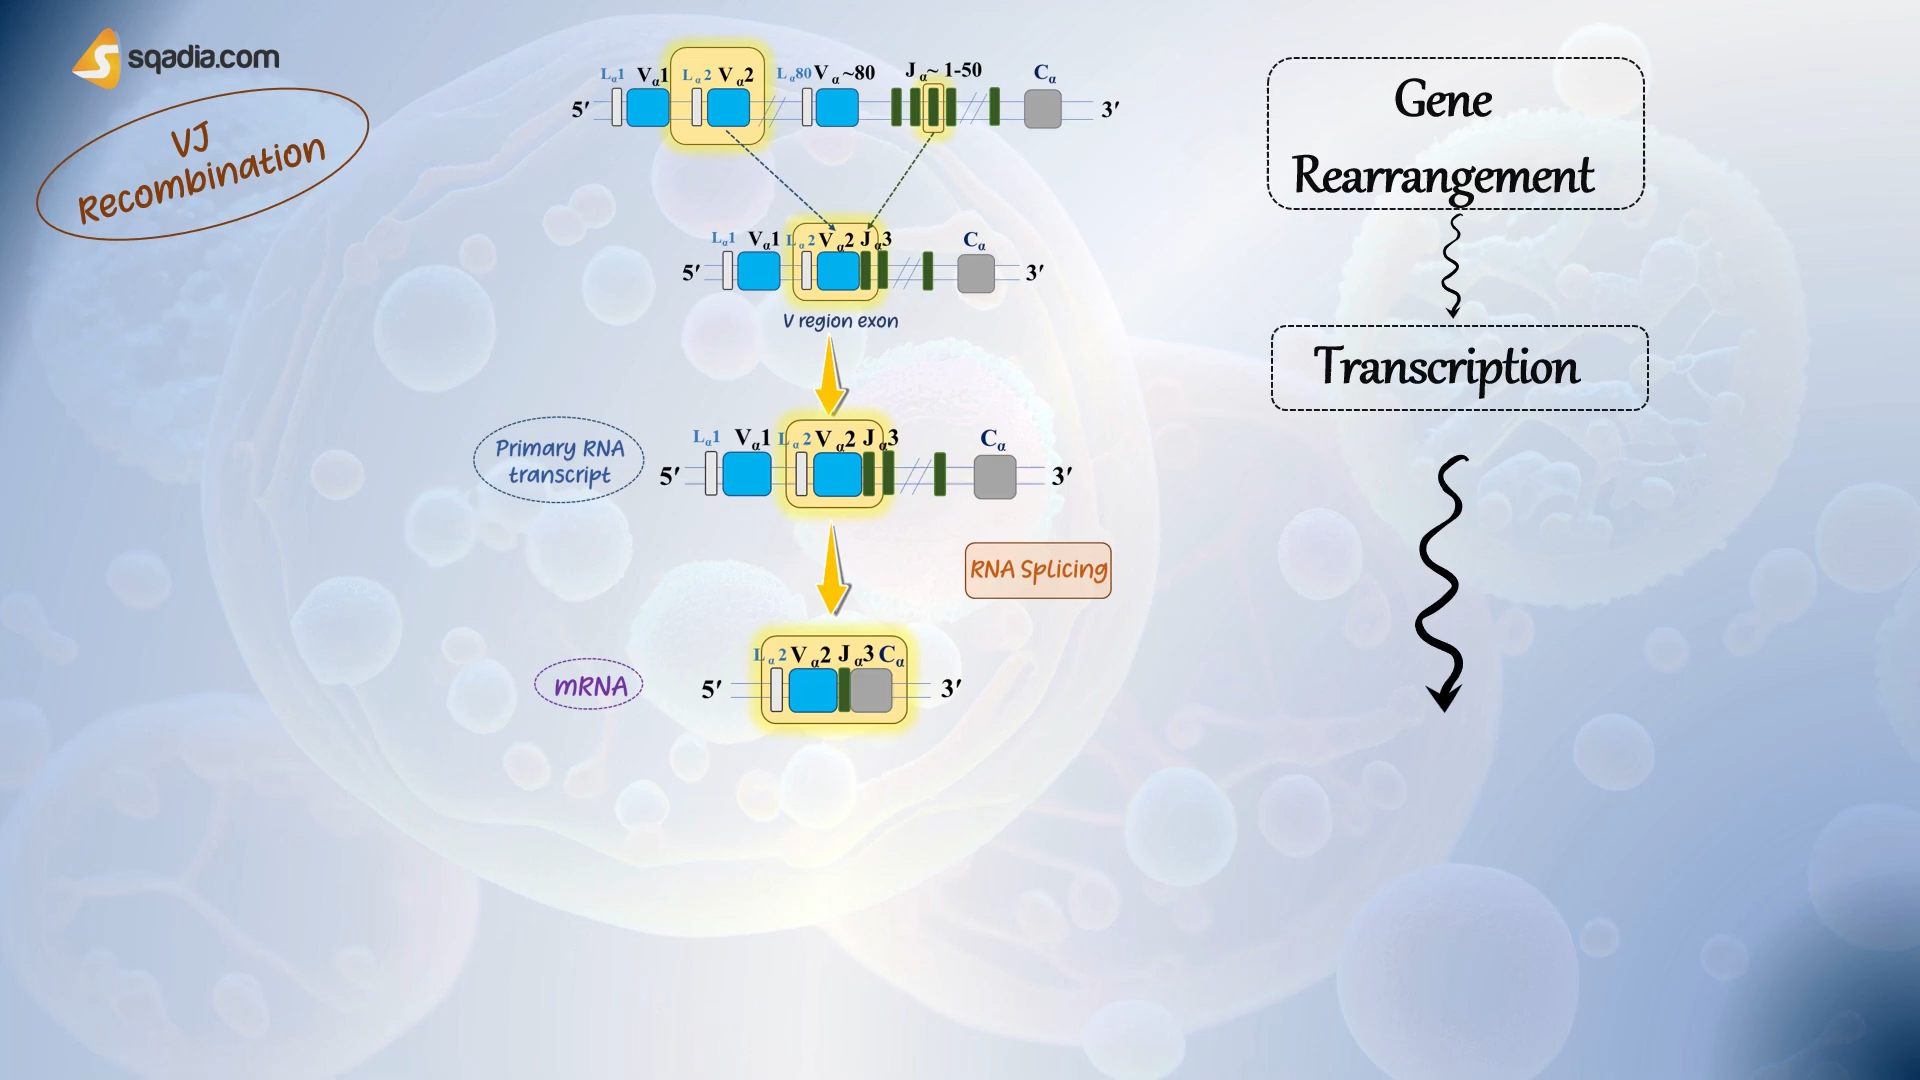 sqadia.com
VJ
Recombination
Lα1 Vα1 Lα2 Vα2 Lα80 Vα~80 Jα~ 1-50 Cα
5′ 3′
Lα1 Vα1 Lα2 Vα2 Jα3 Cα
5′ 3′
V region exon
Primary RNA
transcript
Lα1 Vα1 Lα2 Vα2 Jα3 Cα
5′ 3′
RNA Splicing
mRNA
Lα2 Vα2 Jα3 Cα
5′ 3′
Gene
Rearrangement
Transcription